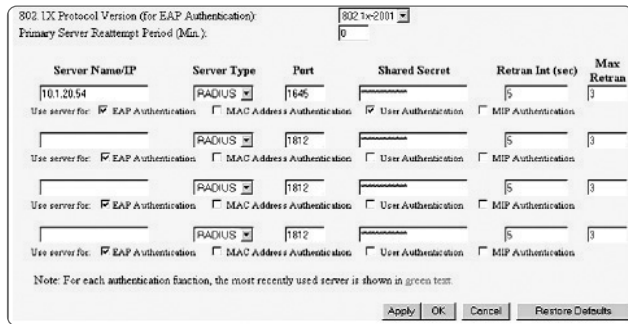 802.1X Protocol Version (for EAP Authentication): 802.1x-2001
Primary Server Reattempt Period (Min.): 0
Server Name/IP Server Type Port Shared Secret Retran Int (sec) Max Retran
10.1.20.54 RADIUS 1645 ************ 5 3
Use server for: EAP Authentication MAC Address Authentication User Authentication MIP Authentication
RADIUS 1812 ************ 5 3
Use server for: EAP Authentication MAC Address Authentication User Authentication MIP Authentication
RADIUS 1812 ************ 5 3
Use server for: EAP Authentication MAC Address Authentication User Authentication MIP Authentication
RADIUS 1812 ************ 5 3
Use server for: EAP Authentication MAC Address Authentication User Authentication MIP Authentication
Note: For each authentication function, the most recently used server is shown in green text.
Apply OK Cancel Restore Defaults